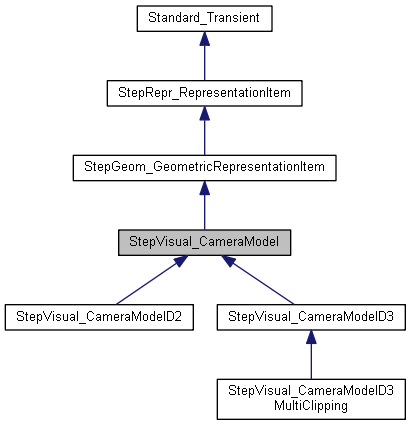 Standard_Transient
StepRepr_RepresentationItem
StepGeom_GeometricRepresentationItem
StepVisual_CameraModel
StepVisual_CameraModelD2
StepVisual_CameraModelD3
StepVisual_CameraModelD3
MultiClipping